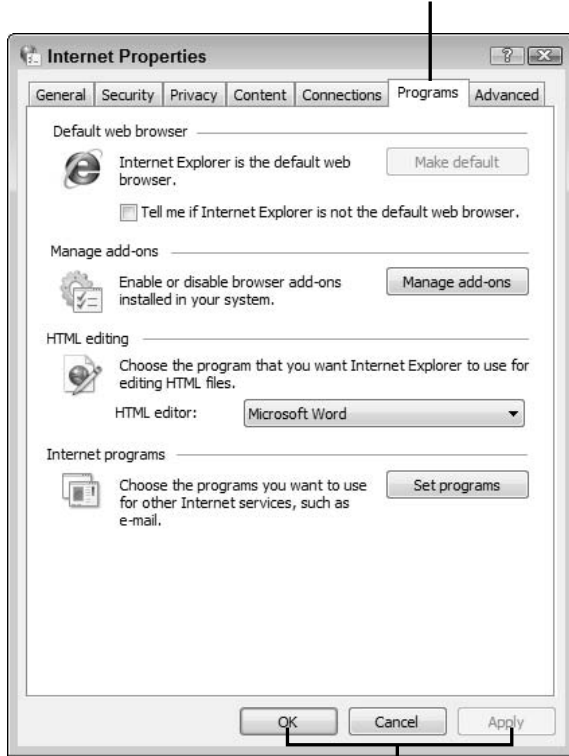 Internet Properties
General Security Privacy Content Connections Programs Advanced
Default web browser
Internet Explorer is the default web
browser.
Make default
Tell me if Internet Explorer is not the default web browser.
Manage add-ons
Enable or disable browser add-ons
installed in your system.
Manage add-ons
HTML editing
Choose the program that you want Internet Explorer to use for
editing HTML files.
HTML editor:
Microsoft Word
Internet programs
Choose the programs you want to use
for other Internet services, such as
e-mail.
Set programs
OK Cancel Apply